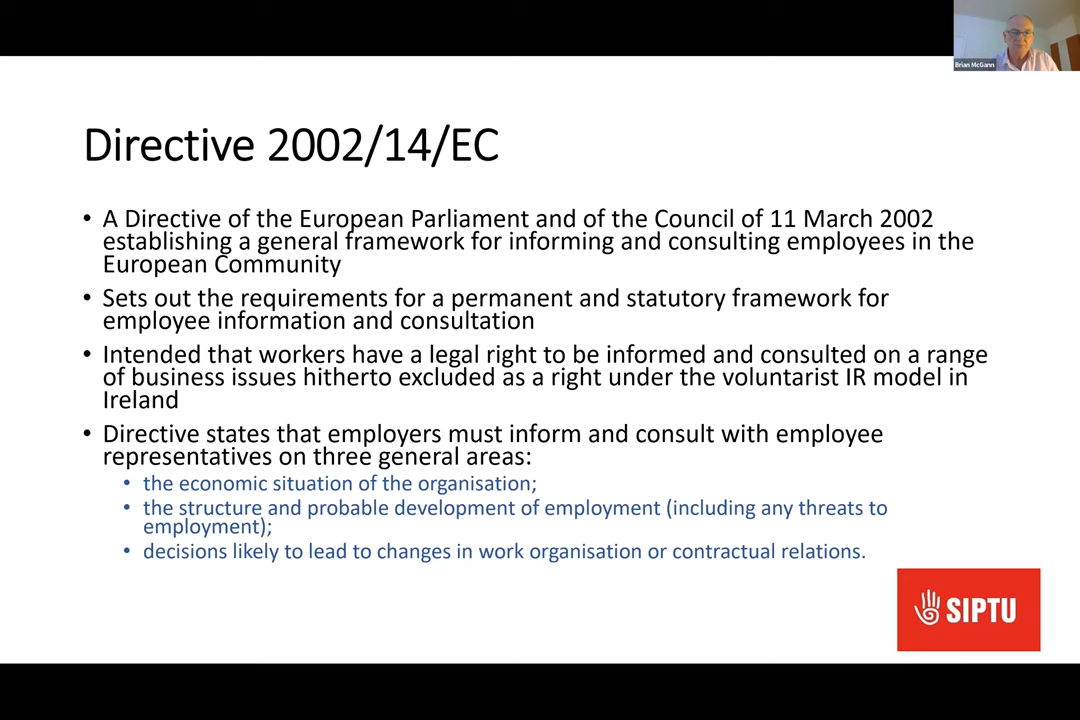 Brian McGann
Directive 2002/14/EC
• A Directive of the European Parliament and of the Council of 11 March 2002
establishing a general framework for informing and consulting employees in the
European Community
• Sets out the requirements for a permanent and statutory framework for
employee information and consultation
• Intended that workers have a legal right to be informed and consulted on a range
of business issues hitherto excluded as a right under the voluntarist IR model in
Ireland
• Directive states that employers must inform and consult with employee
representatives on three general areas:
• the economic situation of the organisation;
• the structure and probable development of employment (including any threats to
employment);
• decisions likely to lead to changes in work organisation or contractual relations.
SIPTU